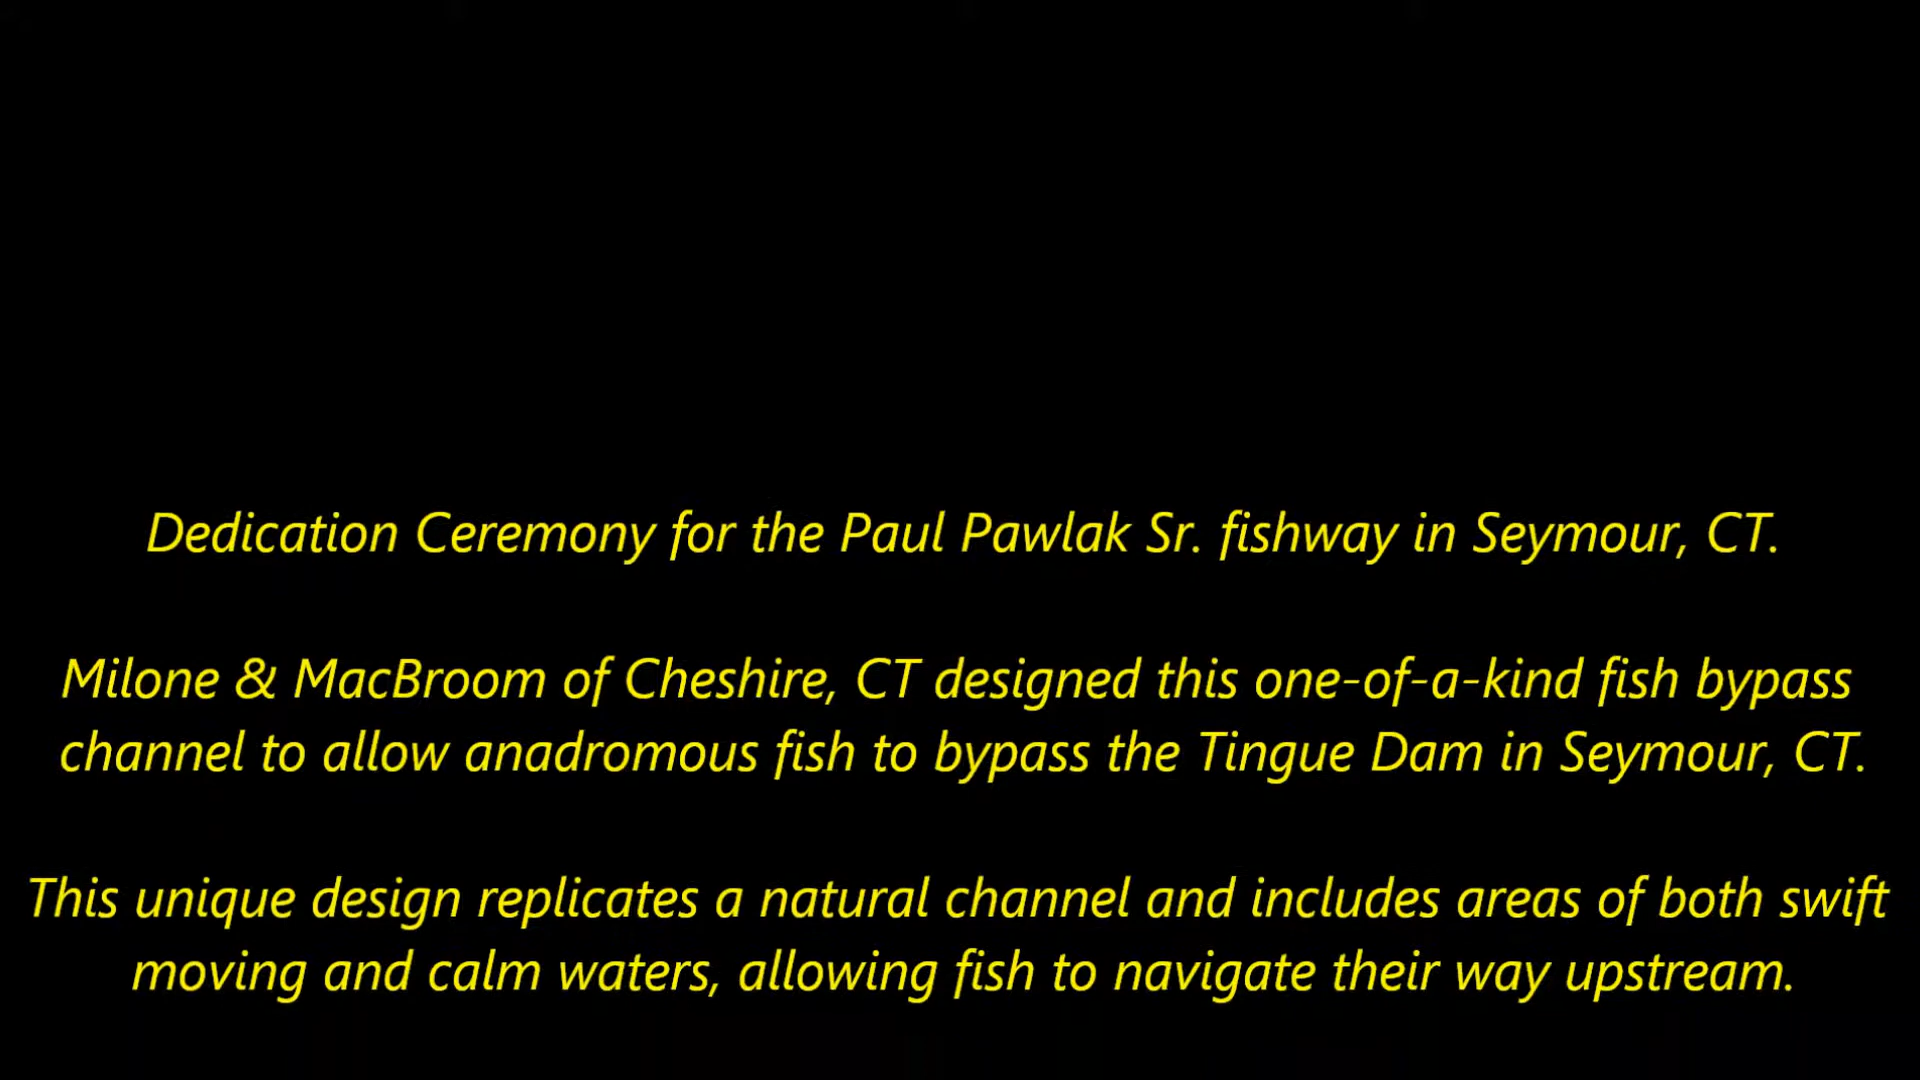 Dedication Ceremony for the Paul Pawlak Sr. fishway in Seymour, CT.
Milone & MacBroom of Cheshire, CT designed this one-of-a-kind fish bypass
channel to allow anadromous fish to bypass the Tingue Dam in Seymour, CT.
This unique design replicates a natural channel and includes areas of both swift
moving and calm waters, allowing fish to navigate their way upstream.